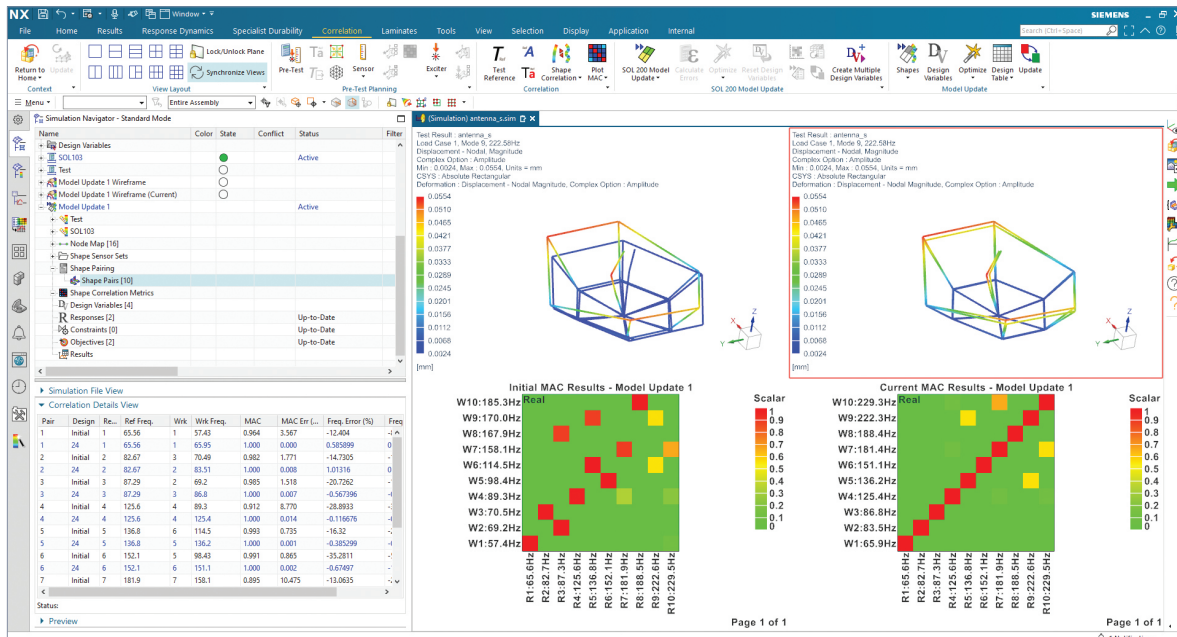 NX Window SIEMENS
File Home Results Response Dynamics Specialist Durability Correlation Laminates Tools View Selection Display Application Internal Search (Ctrl+Space)
Return to Home Update Lock/Unlock Plane Synchronize Views Pre-Test Sensor Exciter Test Reference Shape Correlation Plot MAC SOL 200 Model Update Calculate Errors Optimize Reset Design Variables Create Multiple Design Variables Shapes Design Variables Optimize Design Table Update
Context View Layout Pre-Test Planning Correlation SOL 200 Model Update Model Update
Menu Entire Assembly
Simulation Navigator - Standard Mode
Name Color State Conflict Status Filter
Design Variables
SOL103 Active
Test
Model Update 1 Wireframe
Model Update 1 Wireframe (Current)
Model Update 1 Active
Test
SOL103
Node Map [16]
Shape Sensor Sets
Shape Pairing
Shape Pairs [10]
Shape Correlation Metrics
Design Variables [4]
Responses [2] Up-to-Date
Constraints [0] Up-to-Date
Objectives [2] Up-to-Date
Results
Simulation File View
Correlation Details View
Pair Design Re... Ref Freq. Wrk Wrk Freq. MAC MAC Err (... Freq. Error (%) Freq
1 Initial 1 65.56 1 57.43 0.964 3.567 -12.404
1 24 1 65.56 1 65.95 1.000 0.000 0.585899
2 Initial 2 82.67 3 70.49 0.982 1.771 -14.7305
2 24 2 82.67 2 83.51 1.000 0.008 1.01316
3 Initial 3 87.29 2 69.2 0.985 1.518 -20.7262
3 24 3 87.29 3 86.8 1.000 0.007 -0.567396
4 Initial 4 125.6 4 89.3 0.912 8.770 -28.8933
4 24 4 125.6 4 125.4 1.000 0.014 -0.116676
5 Initial 5 136.8 6 114.5 0.993 0.735 -16.32
5 24 5 136.8 5 136.2 1.000 0.001 -0.385299
6 Initial 6 152.1 5 98.43 0.991 0.865 -35.2811
6 24 6 152.1 6 151.1 1.000 0.002 -0.67497
7 Initial 7 181.9 7 158.1 0.895 10.475 -13.0635
Status:
Preview
(Simulation) antenna_s.sim
Test Result : antenna_s
Load Case 1, Mode 9, 222.58Hz
Displacement - Nodal, Magnitude
Complex Option : Amplitude
Min : 0.0024, Max : 0.0554, Units = mm
CSYS : Absolute Rectangular
Deformation : Displacement - Nodal Magnitude, Complex Option : Amplitude
0.0554
0.0510
0.0465
0.0421
0.0377
0.0333
0.0289
0.0245
0.0201
0.0156
0.0112
0.0068
0.0024
[mm]
X Y Z
Test Result : antenna_s
Load Case 1, Mode 9, 222.58Hz
Displacement - Nodal, Magnitude
Complex Option : Amplitude
Min : 0.0024, Max : 0.0554, Units = mm
CSYS : Absolute Rectangular
Deformation : Displacement - Nodal Magnitude, Complex Option : Amplitude
0.0554
0.0510
0.0465
0.0421
0.0377
0.0333
0.0289
0.0245
0.0201
0.0156
0.0112
0.0068
0.0024
[mm]
X Y Z
Initial MAC Results - Model Update 1
Real
W10:185.3Hz
W9:170.0Hz
W8:167.9Hz
W7:158.1Hz
W6:114.5Hz
W5:98.4Hz
W4:89.3Hz
W3:70.5Hz
W2:69.2Hz
W1:57.4Hz
R1:65.6Hz
R2:82.7Hz
R3:87.3Hz
R4:125.6Hz
R5:136.8Hz
R6:152.1Hz
R7:181.9Hz
R8:188.5Hz
R9:222.6Hz
R10:229.5Hz
Scalar
1
0.9
0.8
0.7
0.6
0.5
0.4
0.3
0.2
0.1
0
Page 1 of 1
Current MAC Results - Model Update 1
Real
W10:229.3Hz
W9:222.3Hz
W8:188.4Hz
W7:181.4Hz
W6:151.1Hz
W5:136.2Hz
W4:125.4Hz
W3:86.8Hz
W2:83.5Hz
W1:65.9Hz
R1:65.6Hz
R2:82.7Hz
R3:87.3Hz
R4:125.6Hz
R5:136.8Hz
R6:152.1Hz
R7:181.9Hz
R8:188.5Hz
R9:222.6Hz
R10:229.5Hz
Scalar
1
0.9
0.8
0.7
0.6
0.5
0.4
0.3
0.2
0.1
0
Page 1 of 1